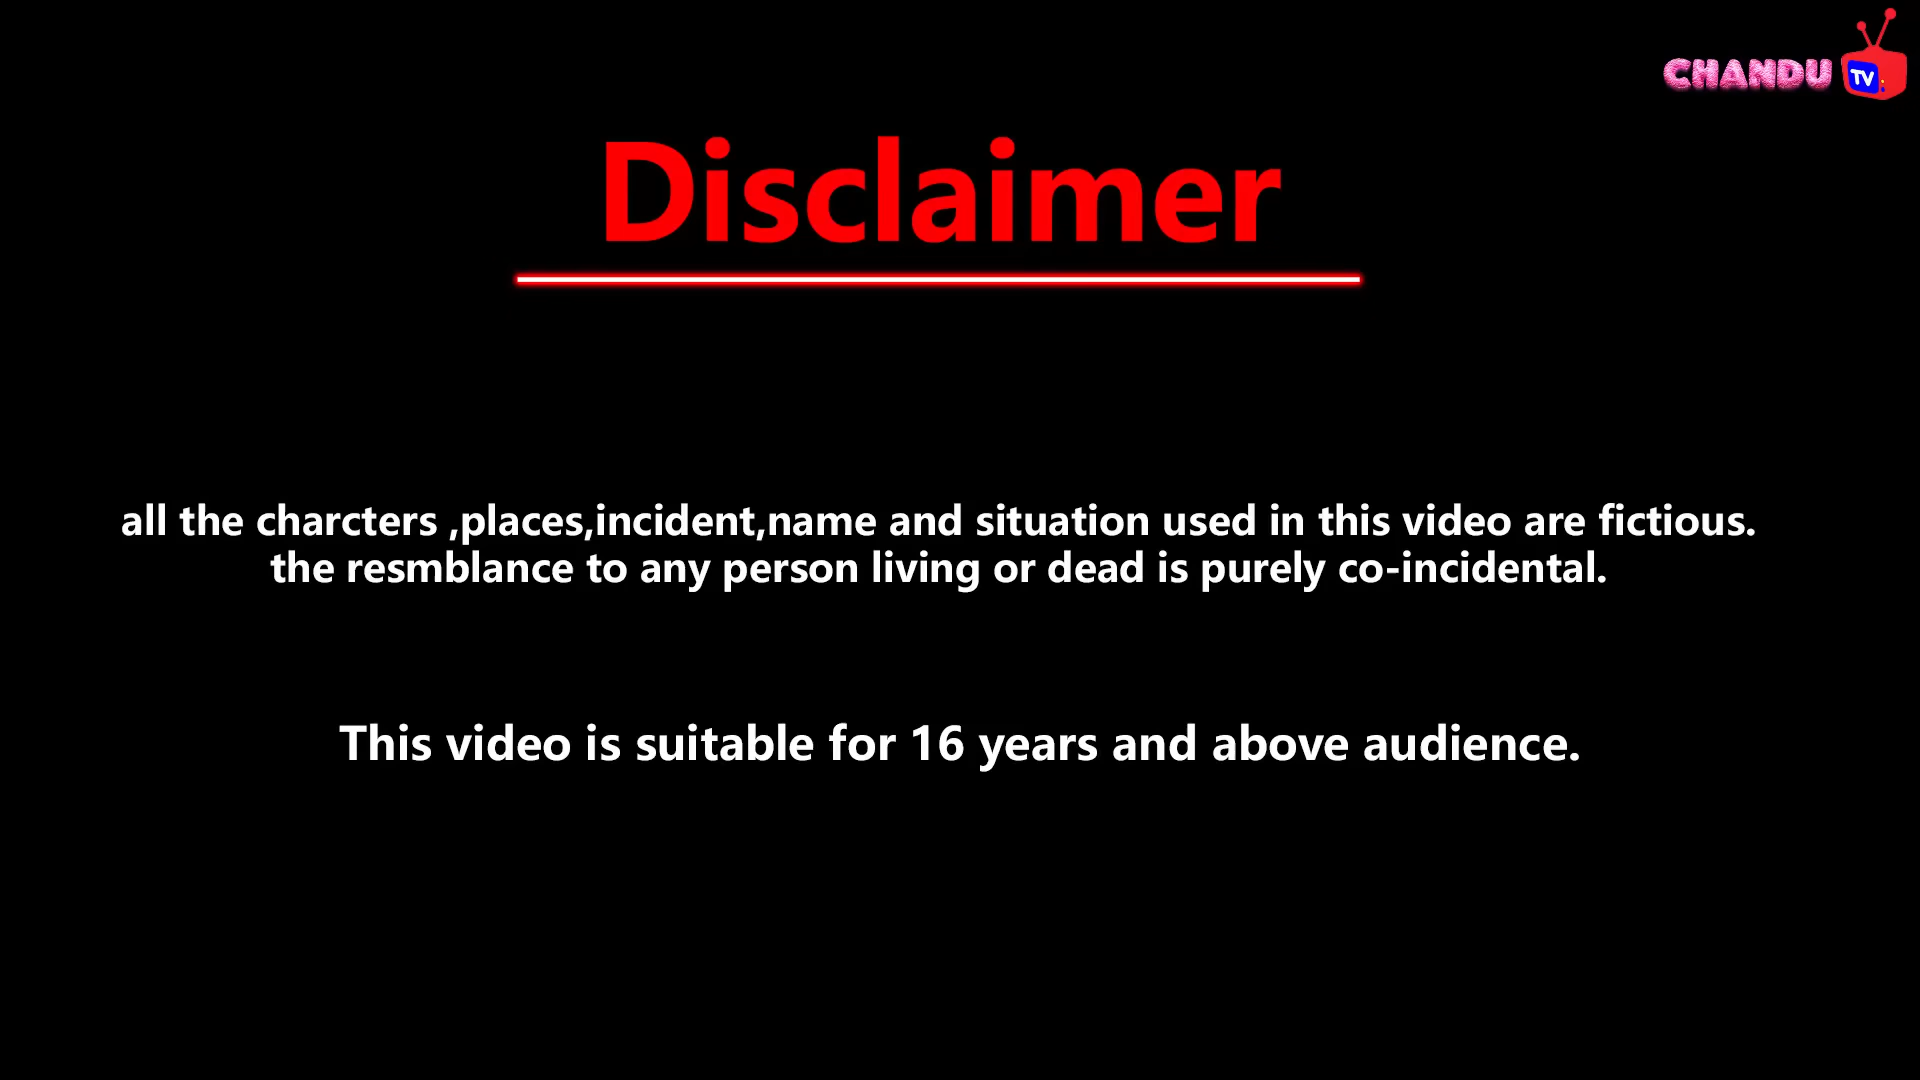 CHANDU TV
Disclaimer
all the charcters ,places,incident,name and situation used in this video are fictious.
the resmblance to any person living or dead is purely co-incidental.
This video is suitable for 16 years and above audience.